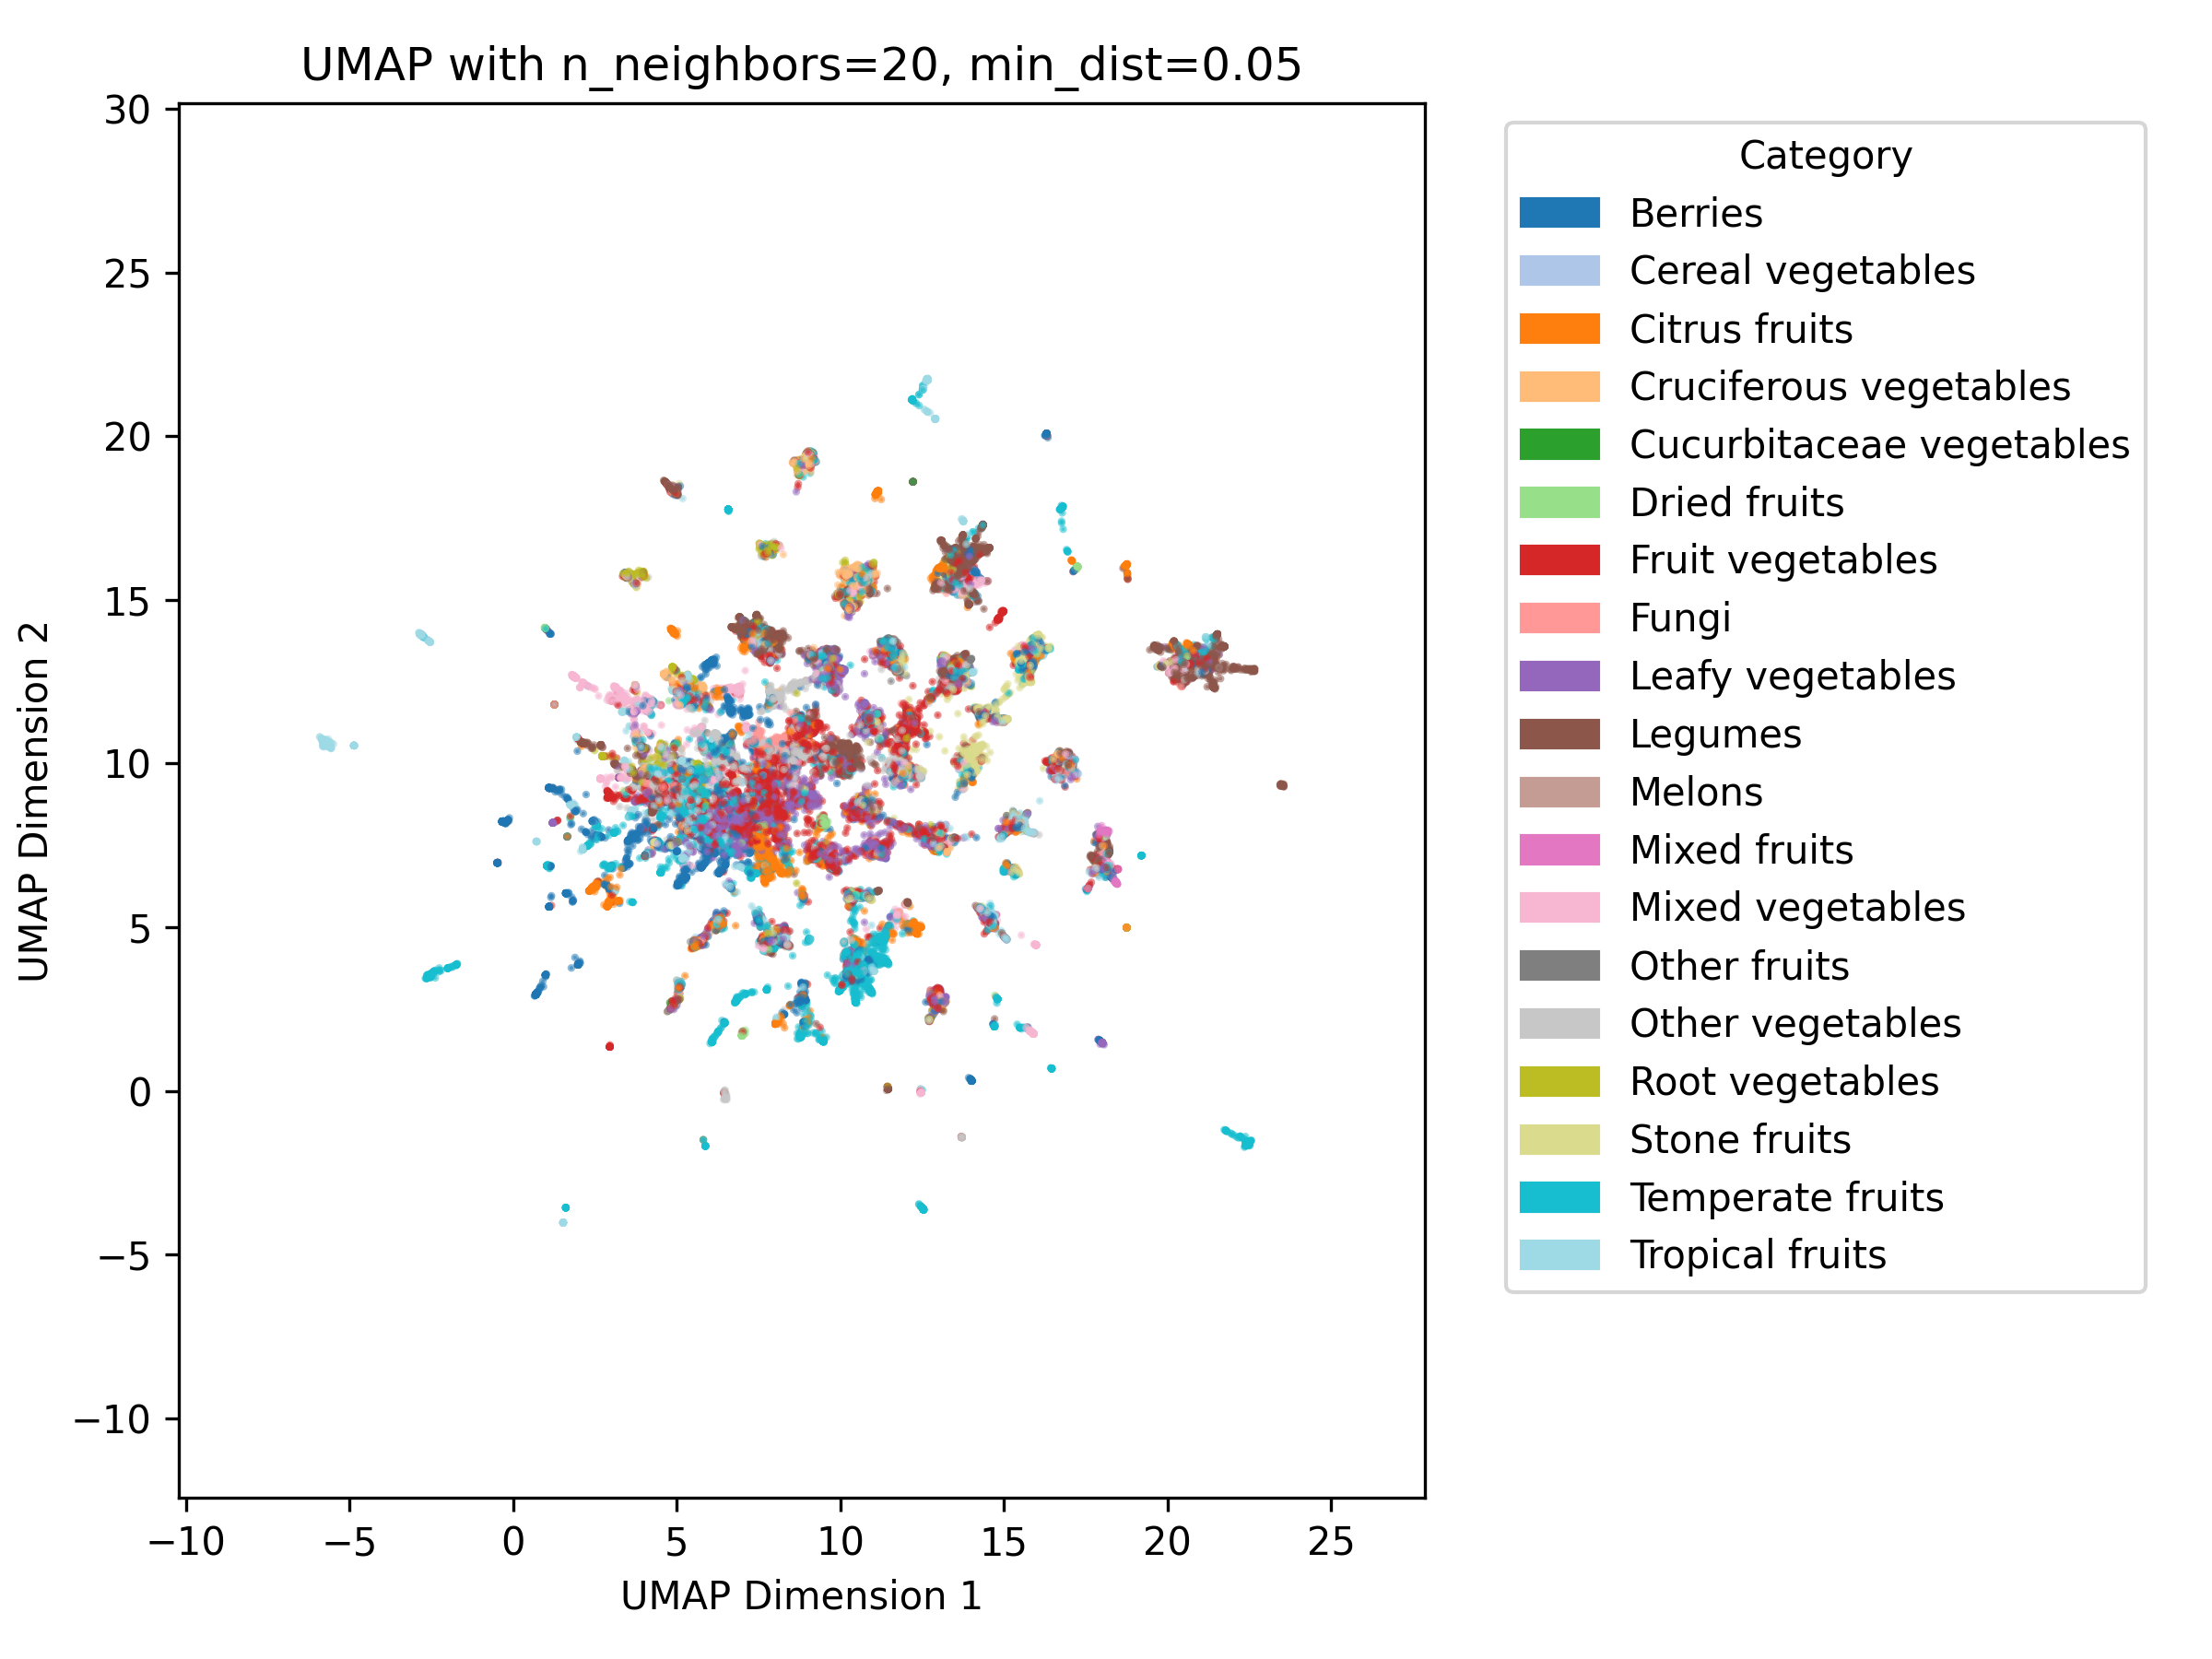 UMAP with n_neighbors=20, min_dist=0.05
30
25
20
15
10
5
0
−5
−10
UMAP Dimension 2
−10
−5
0
5
10
15
20
25
UMAP Dimension 1
Category
Berries
Cereal vegetables
Citrus fruits
Cruciferous vegetables
Cucurbitaceae vegetables
Dried fruits
Fruit vegetables
Fungi
Leafy vegetables
Legumes
Melons
Mixed fruits
Mixed vegetables
Other fruits
Other vegetables
Root vegetables
Stone fruits
Temperate fruits
Tropical fruits